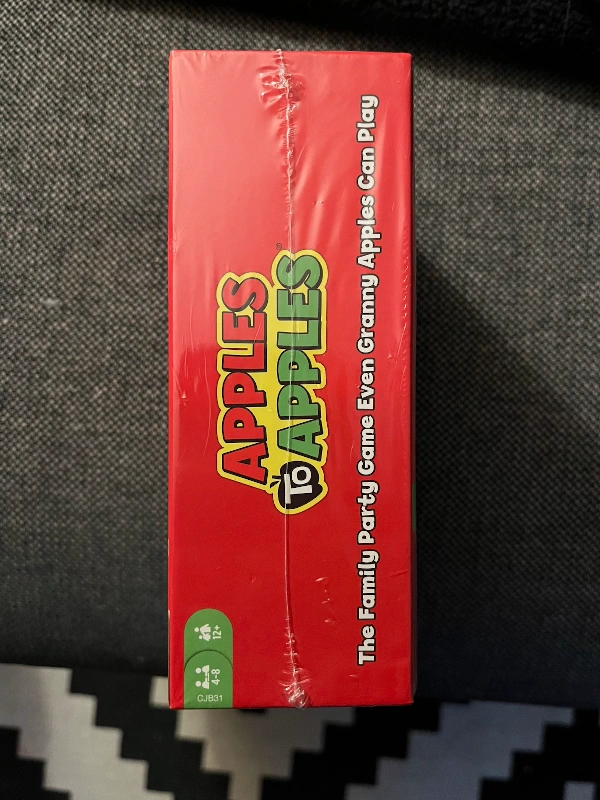 APPLES
TO APPLES®
The Family Party Game Even Granny Apples Can Play
12+
4-8
CJB31